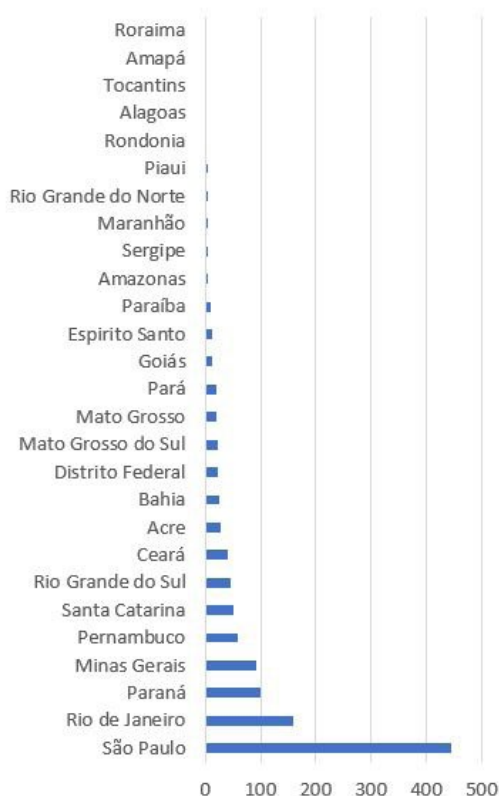 Roraima
Amapá
Tocantins
Alagoas
Rondonia
Piaui
Rio Grande do Norte
Maranhão
Sergipe
Amazonas
Paraíba
Espirito Santo
Goiás
Pará
Mato Grosso
Mato Grosso do Sul
Distrito Federal
Bahia
Acre
Ceará
Rio Grande do Sul
Santa Catarina
Pernambuco
Minas Gerais
Paraná
Rio de Janeiro
São Paulo
0 100 200 300 400 500